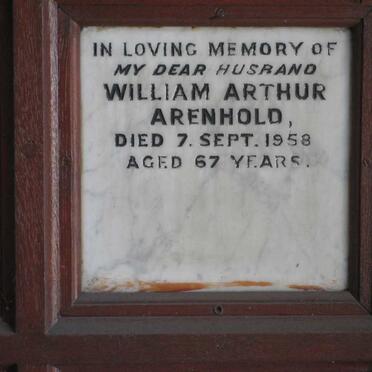 IN LOVING MEMORY OF
MY DEAR HUSBAND
WILLIAM ARTHUR
ARENHOLD,
DIED 7. SEPT. 1958
AGED 67 YEARS.